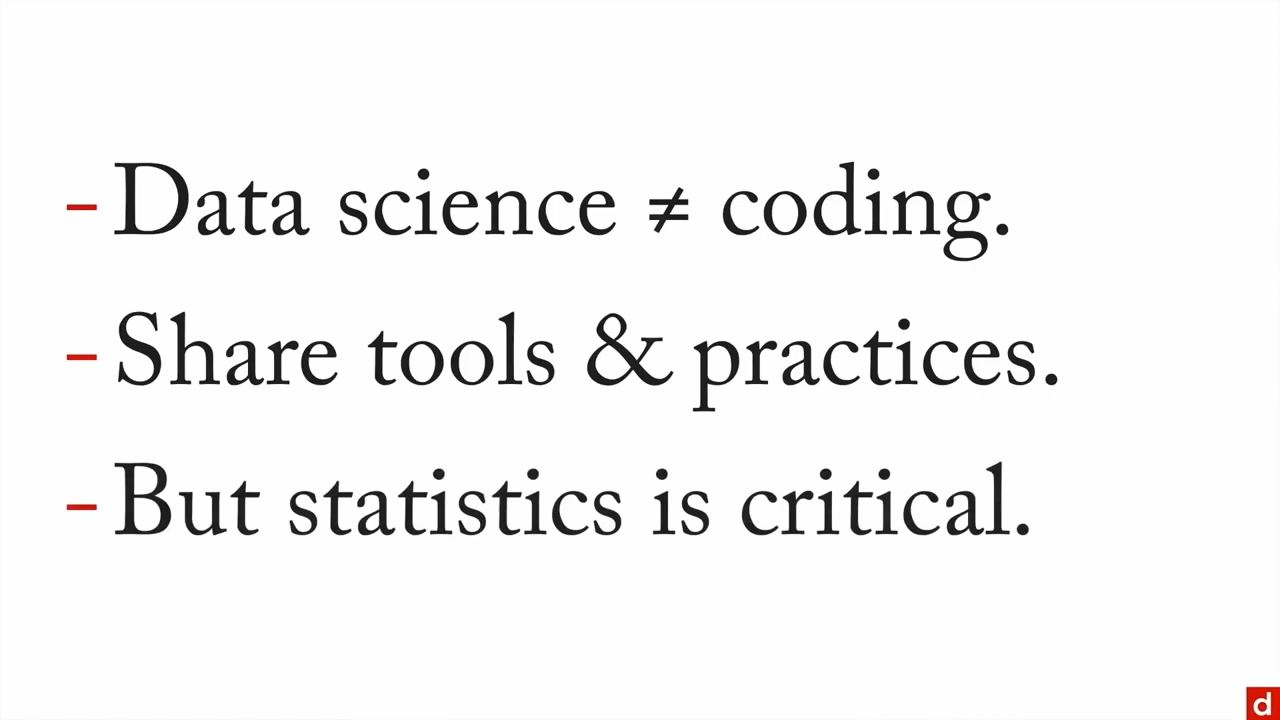 – Data science ≠ coding.
– Share tools & practices.
– But statistics is critical.
d